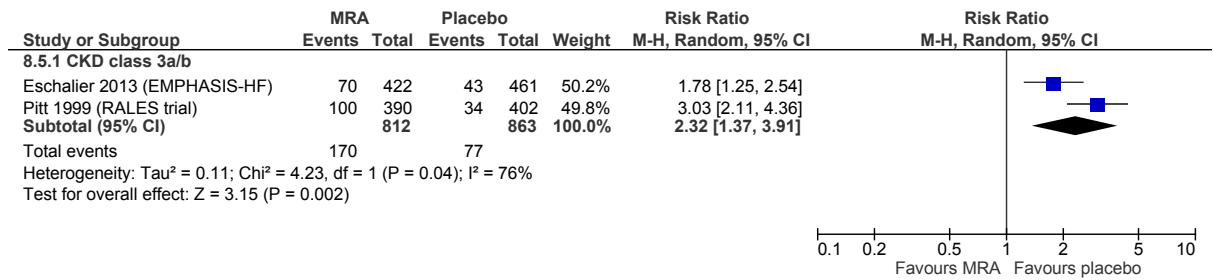 MRA Placebo Risk Ratio Risk Ratio
Study or Subgroup Events Total Events Total Weight M-H, Random, 95% CI M-H, Random, 95% CI
8.5.1 CKD class 3a/b
Eschalier 2013 (EMPHASIS-HF) 70 422 43 461 50.2% 1.78 [1.25, 2.54]
Pitt 1999 (RALES trial) 100 390 34 402 49.8% 3.03 [2.11, 4.36]
Subtotal (95% CI) 812 863 100.0% 2.32 [1.37, 3.91]
Total events 170 77
Heterogeneity: Tau² = 0.11; Chi² = 4.23, df = 1 (P = 0.04); I² = 76%
Test for overall effect: Z = 3.15 (P = 0.002)
0.1 0.2 0.5 1 2 5 10
Favours MRA Favours placebo